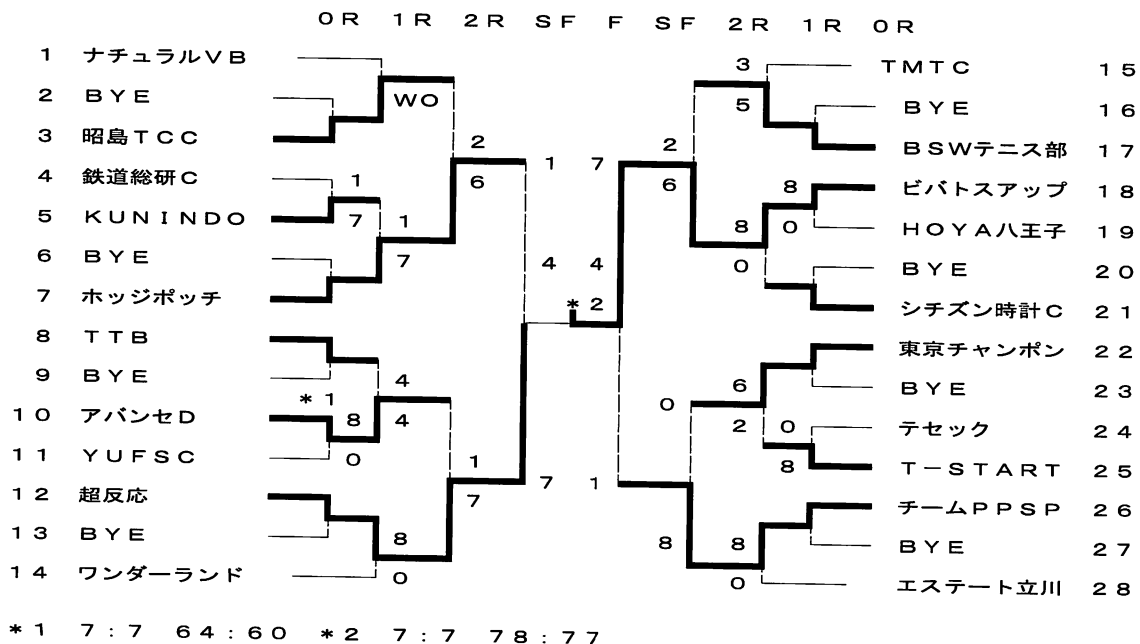 ０Ｒ １Ｒ ２Ｒ ＳＦ Ｆ ＳＦ ２Ｒ １Ｒ ０Ｒ
１ ナチュラルＶＢ
２ ＢＹＥ
３ 昭島ＴＣＣ
４ 鉄道総研Ｃ
５ ＫＵＮＩＮＤＯ
６ ＢＹＥ
７ ホッジポッチ
８ ＴＴＢ
９ ＢＹＥ
１０ アバンセＤ
１１ ＹＵＦＳＣ
１２ 超反応
１３ ＢＹＥ
１４ ワンダーランド
ＷＯ
１
７
１
７
２
６
＊１
８
０
４
４
８
０
１
７
１
４
７
７
４
＊２
１
２
６
０
８
３
５
８
０
６
２
８
０
８
０
０
８
ＴＭＴＣ １５
ＢＹＥ １６
ＢＳＷテニス部 １７
ビバトスアップ １８
ＨＯＹＡ八王子 １９
ＢＹＥ ２０
シチズン時計Ｃ ２１
東京チャンポン ２２
ＢＹＥ ２３
テセック ２４
Ｔ－ＳＴＡＲＴ ２５
チームＰＰＳＰ ２６
ＢＹＥ ２７
エステート立川 ２８
＊１ ７：７ ６４：６０ ＊２ ７：７ ７８：７７